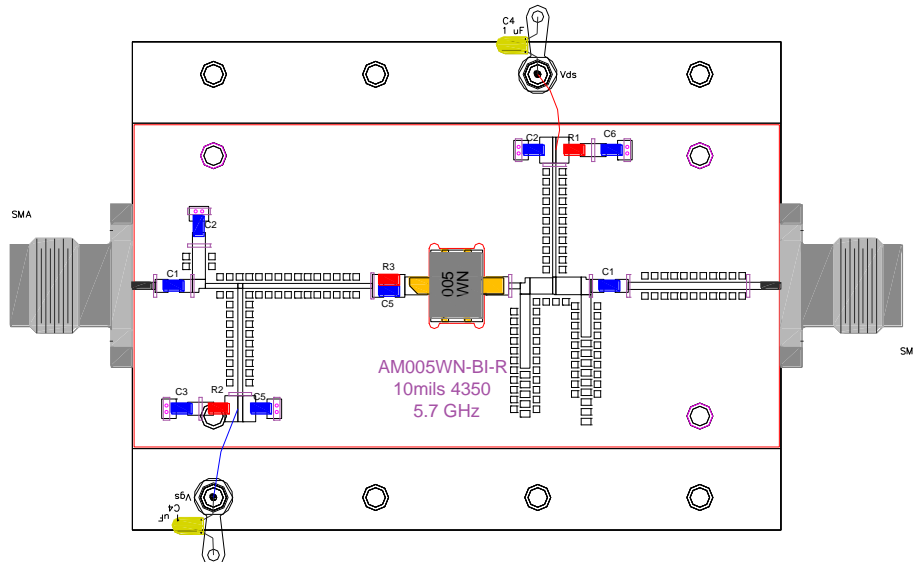 C4
1 uF
Vds
C2
R1
C6
SMA
C2
C1
R3
C5
005
WN
C1
SM
AM005WN-BI-R
10mils 4350
5.7 GHz
C3
R2
C5
Vgs
C4
1 uF